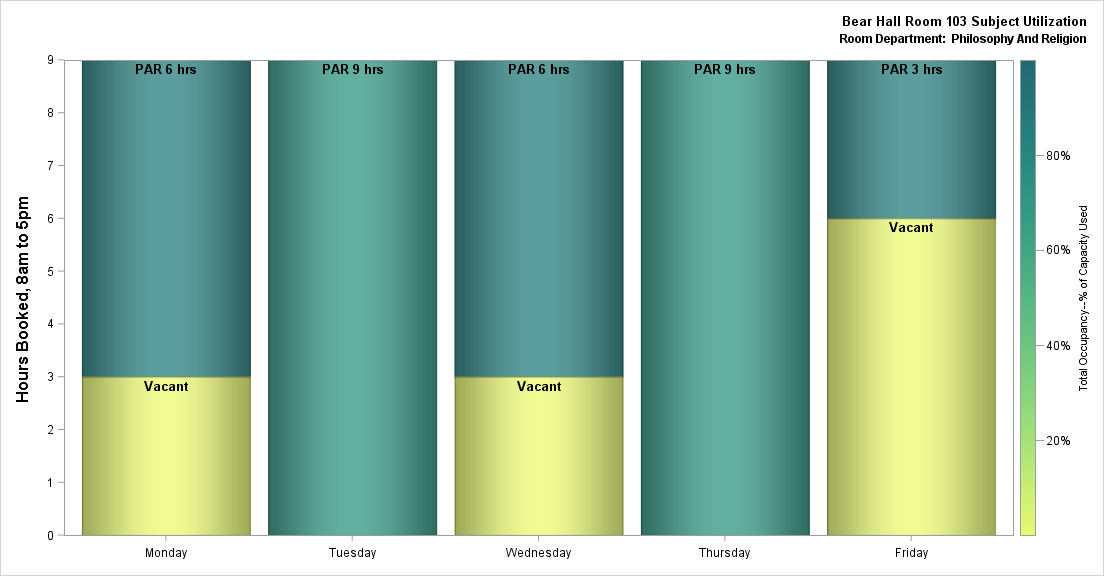 Bear Hall Room 103 Subject Utilization
Room Department: Philosophy And Religion
Hours Booked, 8am to 5pm
9
8
7
6
5
4
3
2
1
0
PAR 6 hrs
PAR 9 hrs
PAR 6 hrs
PAR 9 hrs
PAR 3 hrs
Vacant
Vacant
Vacant
Monday
Tuesday
Wednesday
Thursday
Friday
80%
60%
40%
20%
Total Occupancy--% of Capacity Used